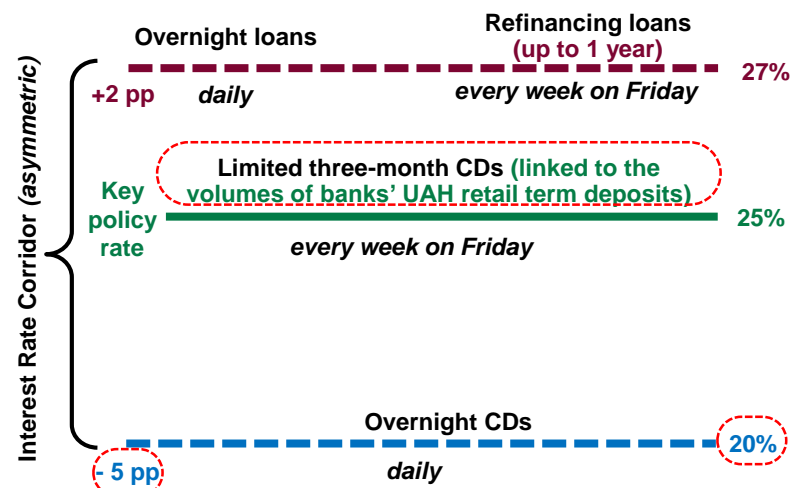 Interest Rate Corridor (asymmetric)
Overnight loans
Refinancing loans
(up to 1 year)
27%
+2 pp
daily
every week on Friday
Limited three-month CDs (linked to the
volumes of banks' UAH retail term deposits)
Key
policy
rate
25%
every week on Friday
Overnight CDs
20%
- 5 pp
daily